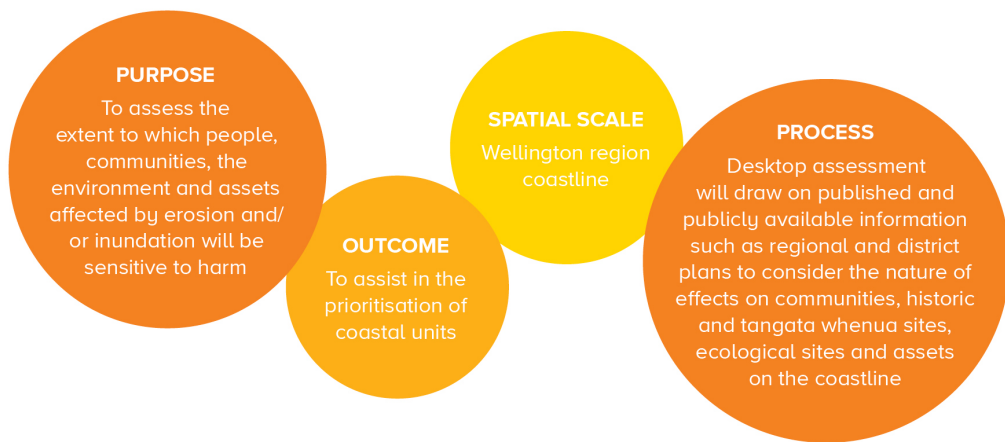 PURPOSE
To assess the
extent to which people,
communities, the
environment and assets
affected by erosion and/
or inundation will be
sensitive to harm
OUTCOME
To assist in the
prioritisation of
coastal units
SPATIAL SCALE
Wellington region
coastline
PROCESS
Desktop assessment
will draw on published and
publicly available information
such as regional and district
plans to consider the nature of
effects on communities, historic
and tangata whenua sites,
ecological sites and assets
on the coastline